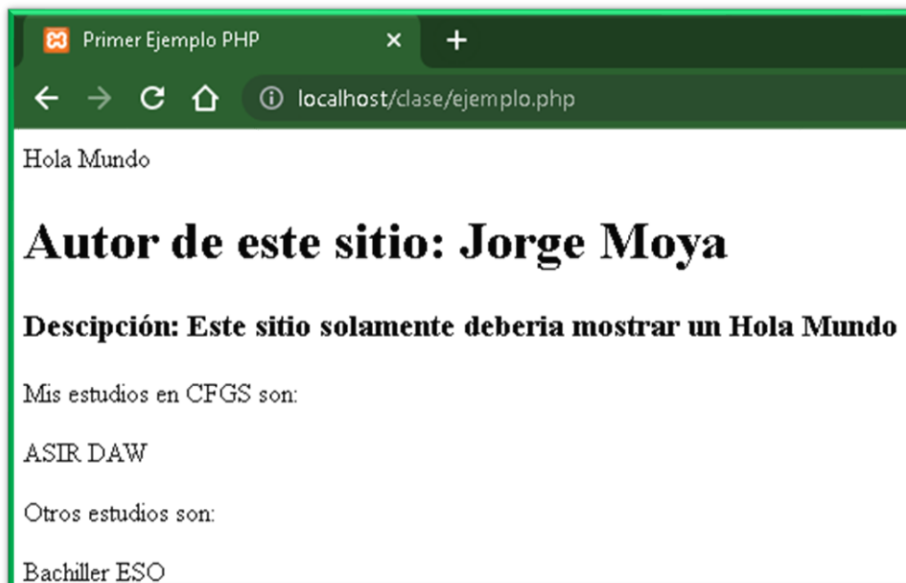 Primer Ejemplo PHP
localhost/clase/ejemplo.php
Hola Mundo
Autor de este sitio: Jorge Moya
Descipción: Este sitio solamente deberia mostrar un Hola Mundo
Mis estudios en CFGS son:
ASIR DAW
Otros estudios son:
Bachiller ESO